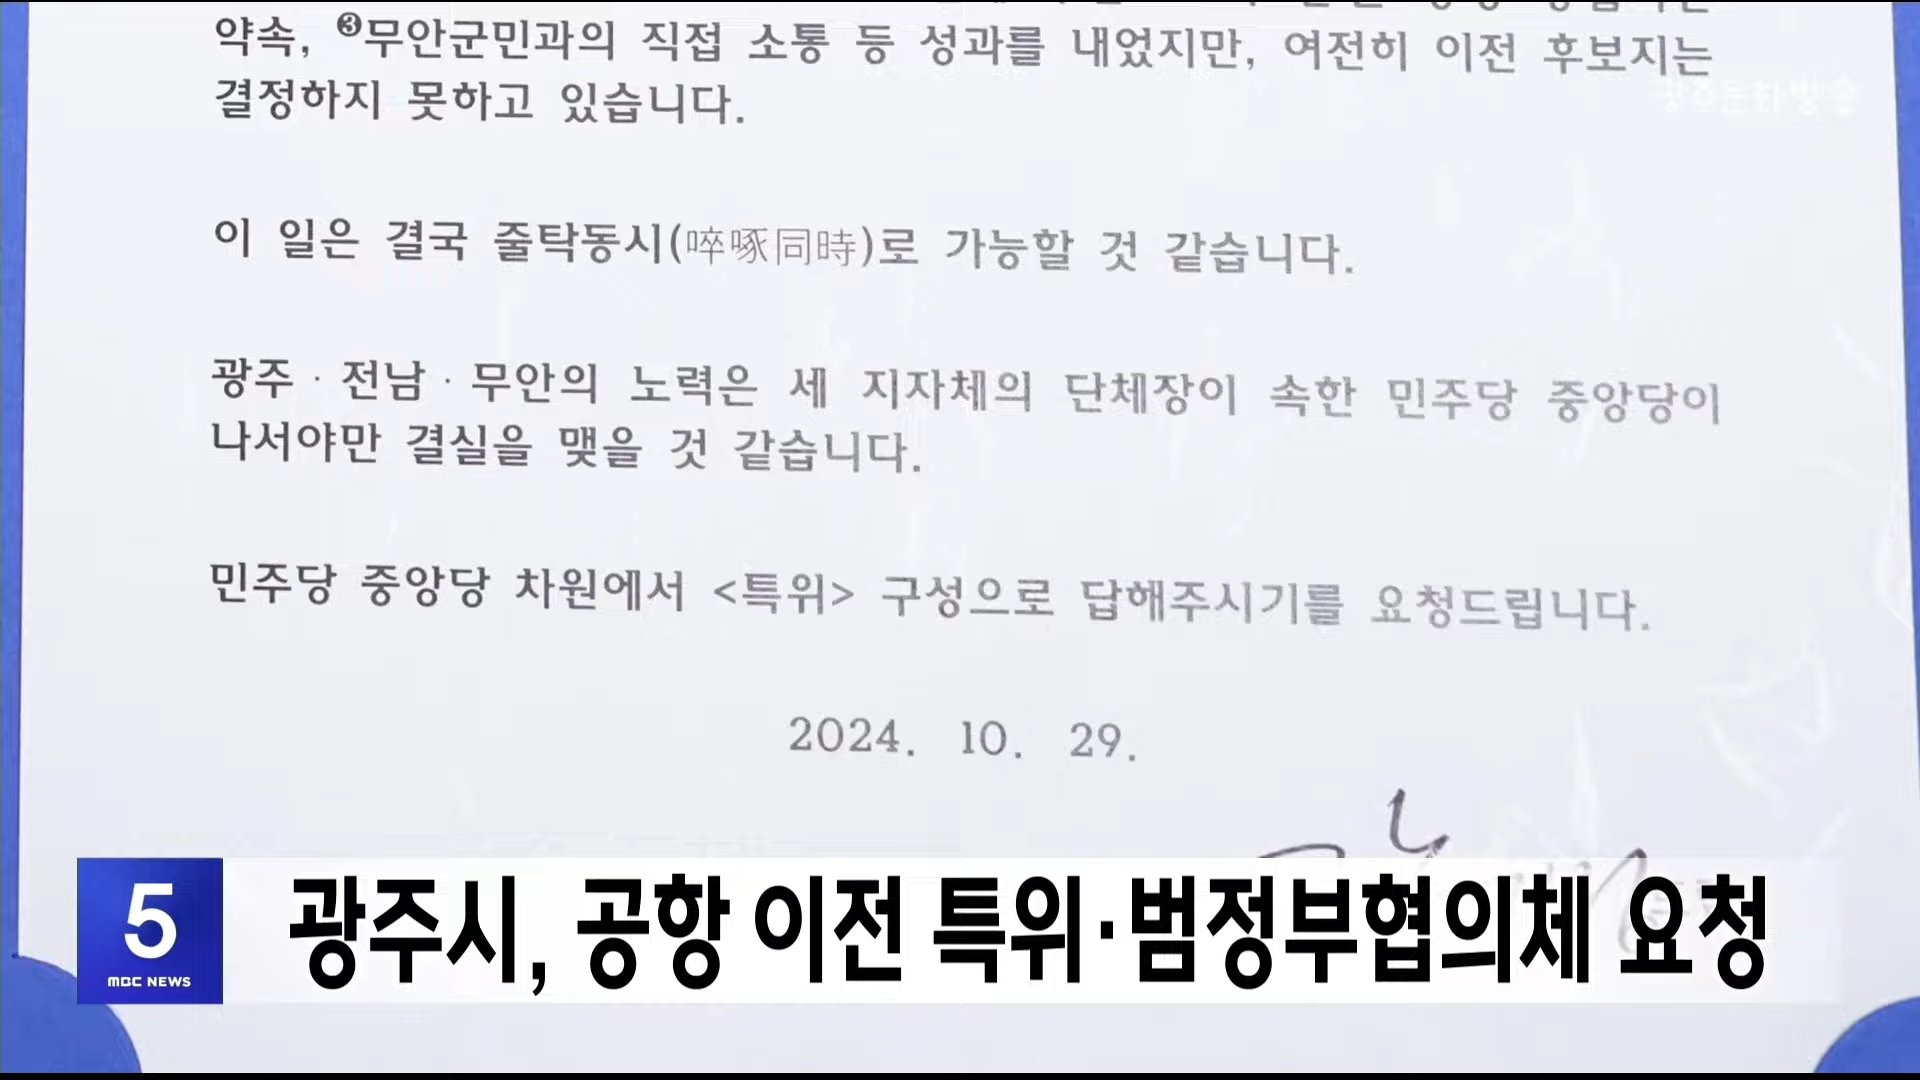 약속, ❸무안군민과의 직접 소통 등 성과를 내었지만, 여전히 이전 후보지는
결정하지 못하고 있습니다.
광주문화방송
이 일은 결국 줄탁동시(啐啄同時)로 가능할 것 같습니다.
광주·전남·무안의 노력은 세 지자체의 단체장이 속한 민주당 중앙당이
나서야만 결실을 맺을 것 같습니다.
민주당 중앙당 차원에서 <특위> 구성으로 답해주시기를 요청드립니다.
2024. 10. 29.
5
MBC NEWS
광주시, 공항 이전 특위·범정부협의체 요청